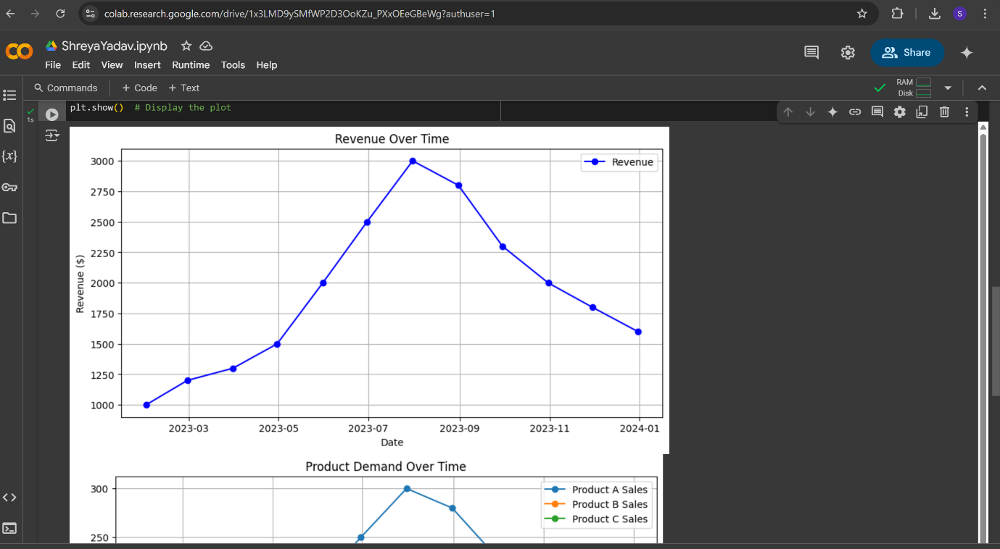 colab.research.google.com/drive/1x3LMD9ySMfWP2D3OoKZu_PXxOEeGBeWg?authuser=1
S
CO
ShreyaYadav.ipynb
File Edit View Insert Runtime Tools Help
Share
Commands + Code + Text
RAM
Disk
1s
plt.show() # Display the plot
{x}
Revenue Over Time
Revenue
3000
2750
2500
2250
2000
1750
1500
1250
1000
Revenue ($)
2023-03 2023-05 2023-07 2023-09 2023-11 2024-01
Date
Product Demand Over Time
Product A Sales
Product B Sales
Product C Sales
300
250